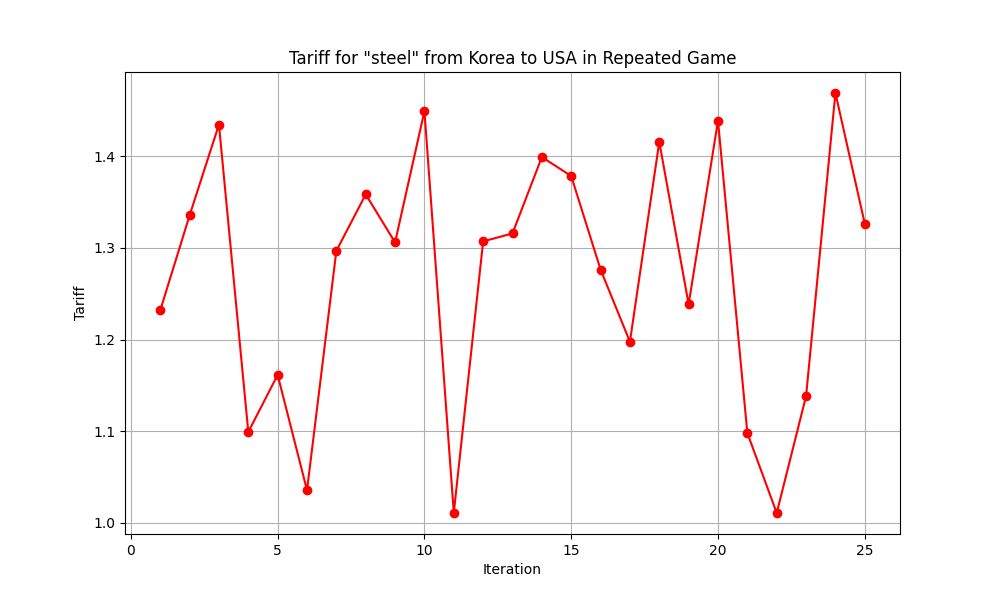 Tariff for "steel" from Korea to USA in Repeated Game
Tariff
1.4
1.3
1.2
1.1
1.0
0 5 10 15 20 25
Iteration